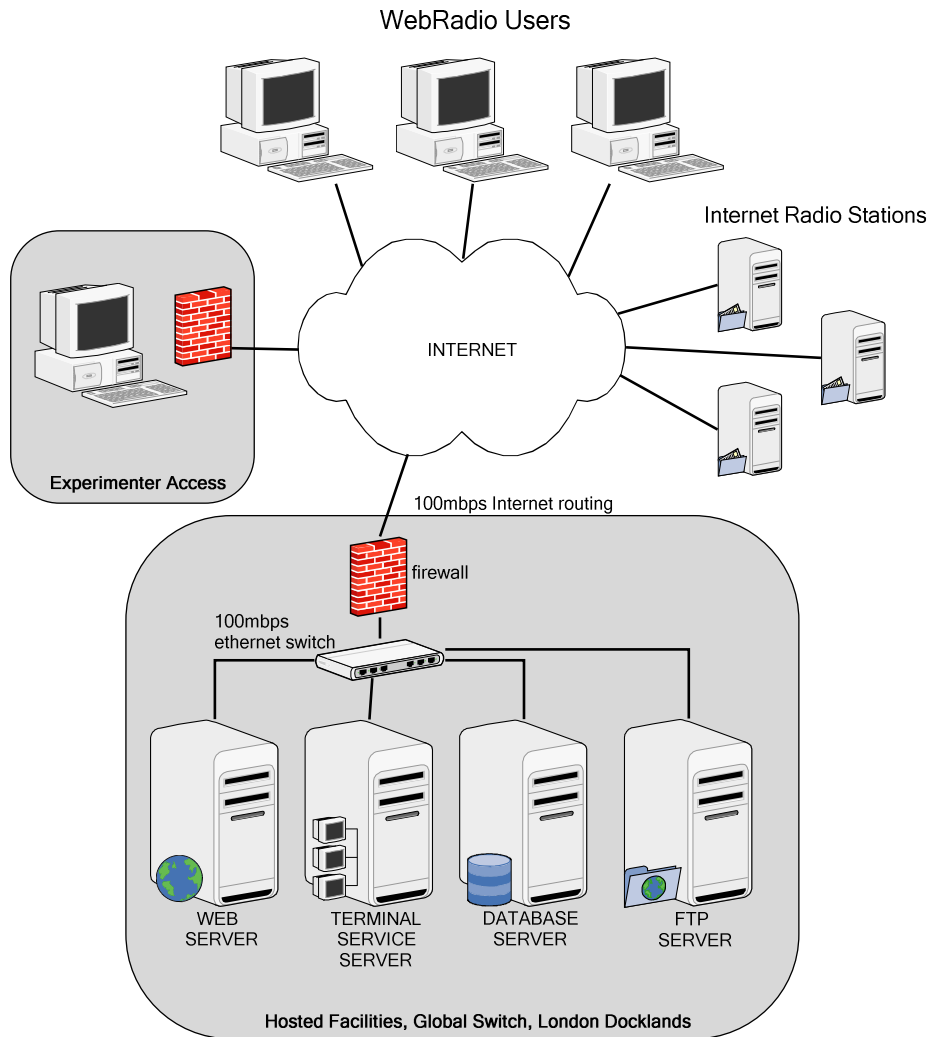 WebRadio Users
Internet Radio Stations
INTERNET
Experimenter Access
100mbps Internet routing
firewall
100mbps
ethernet switch
WEB
SERVER
TERMINAL
SERVICE
SERVER
DATABASE
SERVER
FTP
SERVER
Hosted Facilities, Global Switch, London Docklands